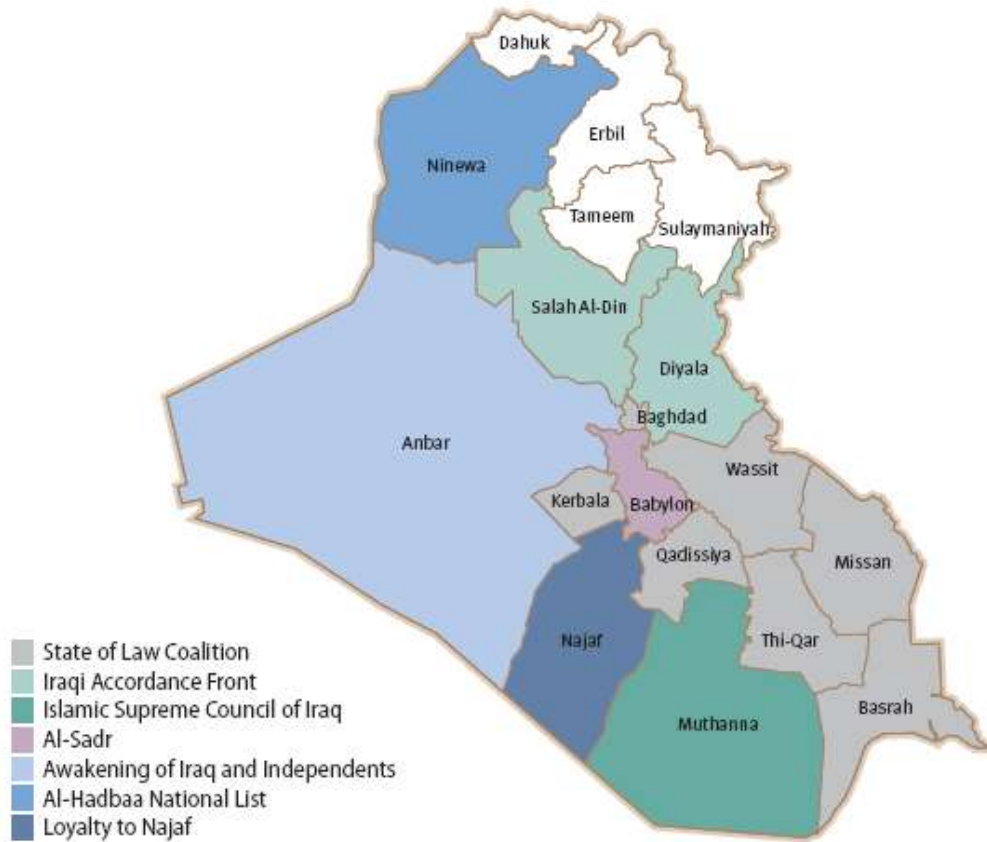 Dahuk
Erbil
Ninewa
Tameem
Sulaymaniyah
Salah Al-Din
Diyala
Baghdad
Anbar
Wassit
Kerbala
Babylon
Qadissiya
Missan
Najaf
Thi-Qar
Basrah
Muthanna
State of Law Coalition
Iraqi Accordance Front
Islamic Supreme Council of Iraq
Al-Sadr
Awakening of Iraq and Independents
Al-Hadbaa National List
Loyalty to Najaf